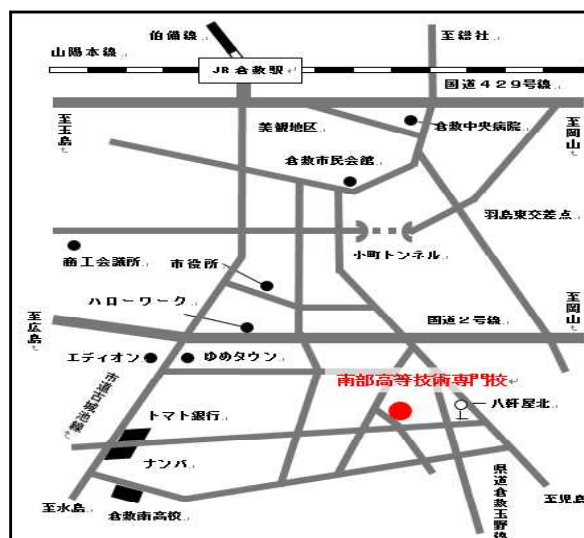 伯備線
至総社
山陽本線
JR倉敷駅
国道429号線
至玉島
美観地区
倉敷中央病院
至岡山
倉敷市民会館
羽島東交差点
小町トンネル
商工会議所
市役所
ハローワーク
至岡山
至広島
国道2号線
エディオン
ゆめタウン
南部高等技術専門校
市道古城池線
八軒屋北
トマト銀行
ナンバ
県道倉敷玉野線
至児島
至水島
倉敷南高校